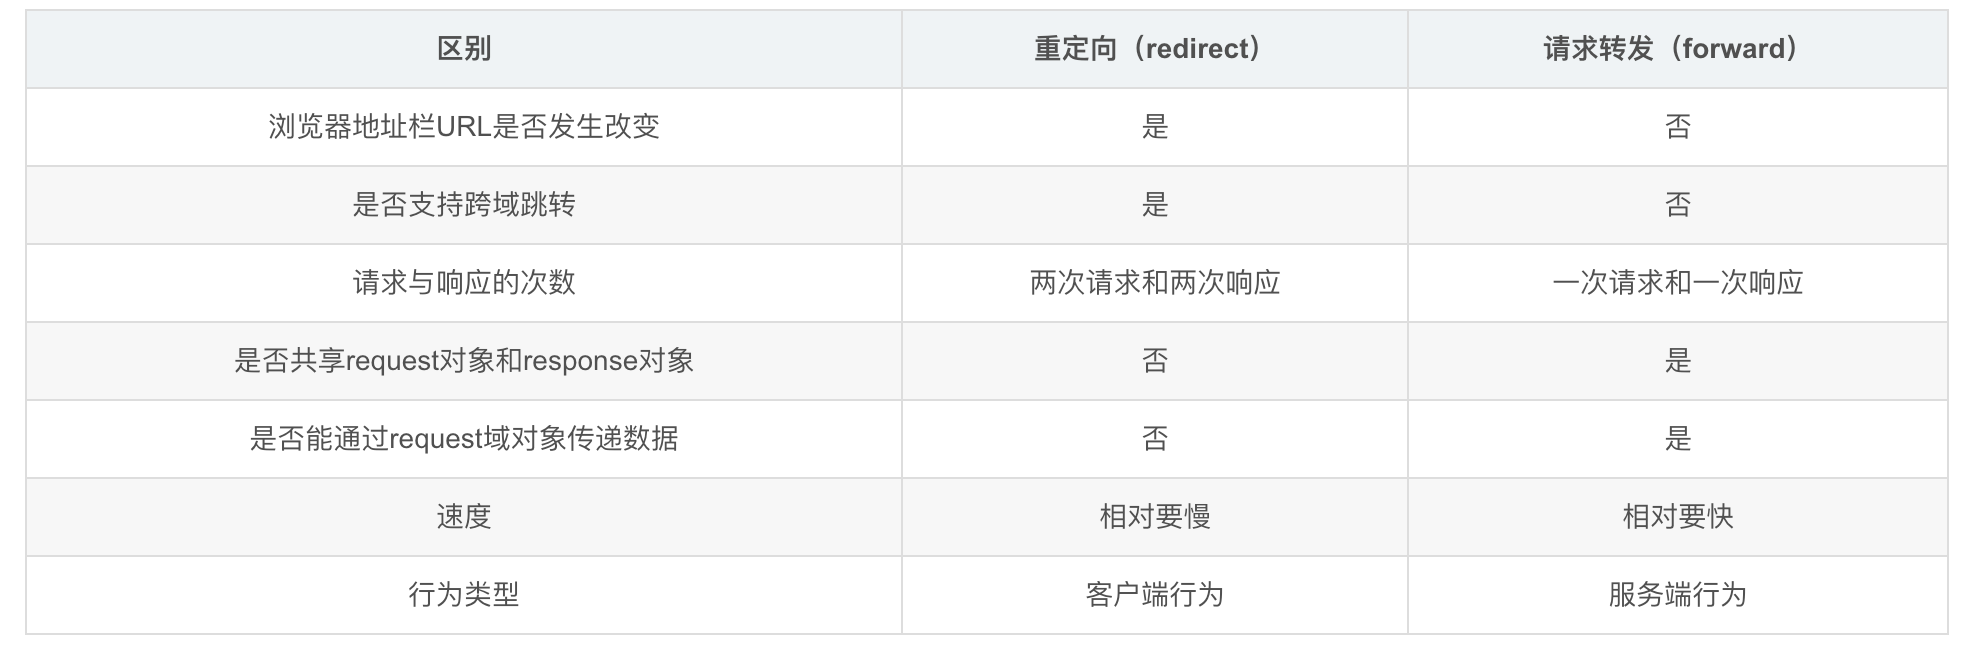 区别 重定向（redirect） 请求转发（forward）
浏览器地址栏URL是否发生改变 是 否
是否支持跨域跳转 是 否
请求与响应的次数 两次请求和两次响应 一次请求和一次响应
是否共享request对象和response对象 否 是
是否能通过request域对象传递数据 否 是
速度 相对要慢 相对要快
行为类型 客户端行为 服务端行为